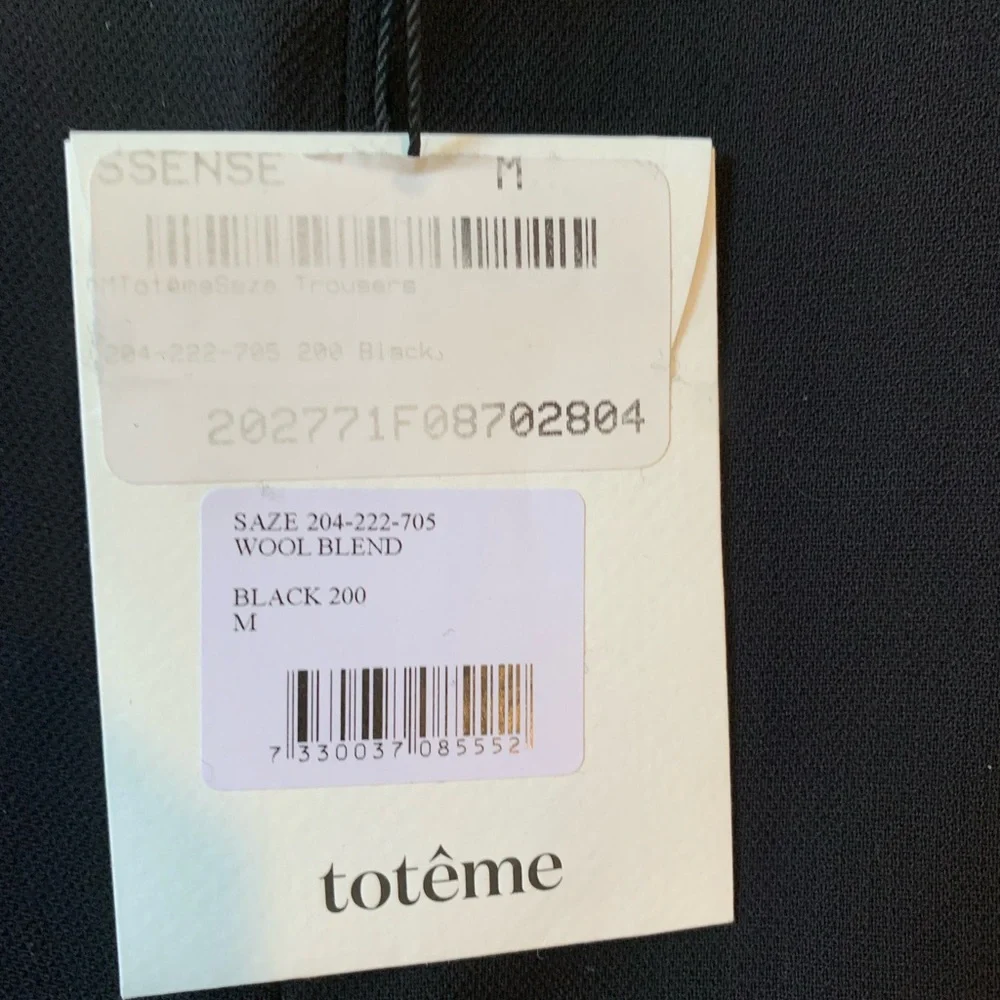 SSENSE M
MTotêmeSaze Trousers
204-222-705 200 Black
202771F08702804
SAZE 204-222-705
WOOL BLEND
BLACK 200
M
7 330037 085552
totême